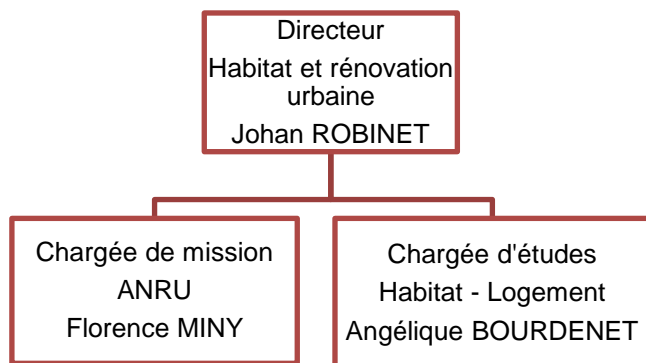 Directeur
Habitat et rénovation
urbaine
Johan ROBINET
Chargée de mission
ANRU
Florence MINY
Chargée d'études
Habitat - Logement
Angélique BOURDENET